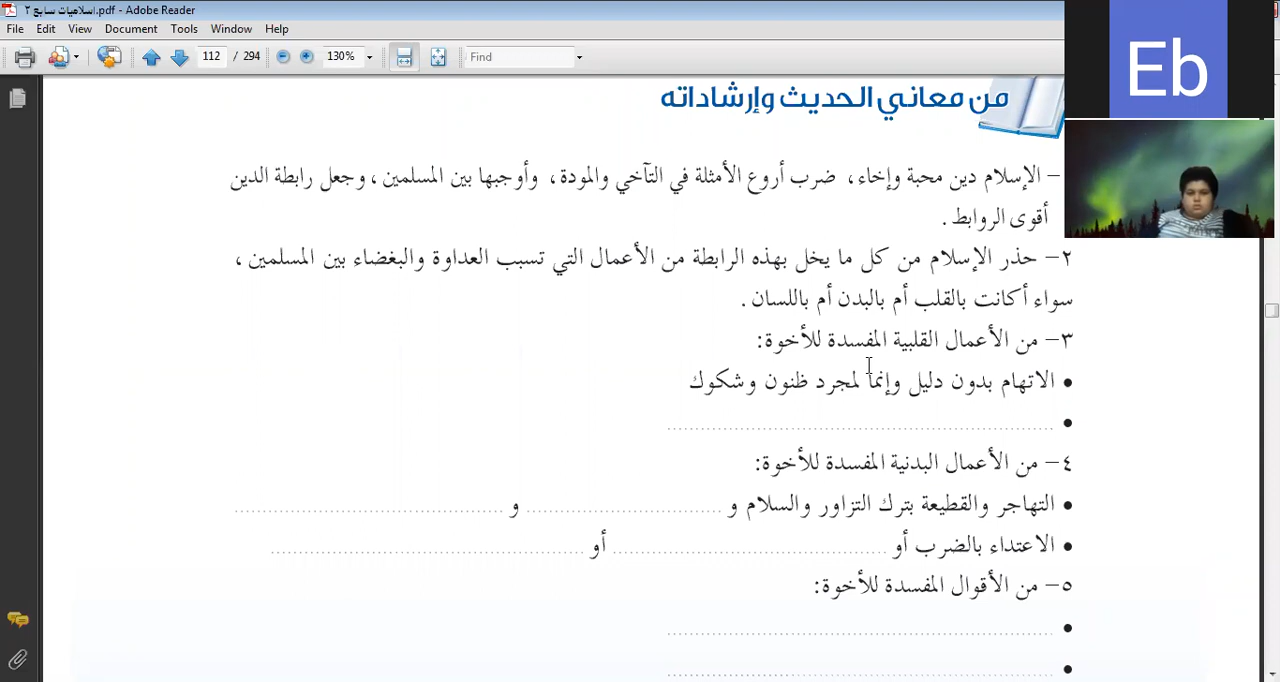 اسلاميات سابع ٢.pdf - Adobe Reader
File Edit View Document Tools Window Help
112 / 294 130% Find
Eb
من معاني الحديث وإرشاداته
– الإسلام دين محبة وإخاء، ضرب أروع الأمثلة في التآخي والمودة، وأوجبها بين المسلمين، وجعل رابطة الدين
أقوى الروابط .
٢– حذر الإسلام من كل ما يخل بهذه الرابطة من الأعمال التي تسبب العداوة والبغضاء بين المسلمين ،
سواء أكانت بالقلب أم بالبدن أم باللسان .
٣– من الأعمال القلبية المفسدة للأخوة:
• الاتهام بدون دليل وإنما لمجرد ظنون وشكوك
• ........................................
٤– من الأعمال البدنية المفسدة للأخوة:
• التهاجر والقطيعة بترك التزاور والسلام و .................... و ..............................
• الاعتداء بالضرب أو .............................. أو ..............................
٥– من الأقوال المفسدة للأخوة:
• ........................................
• ........................................